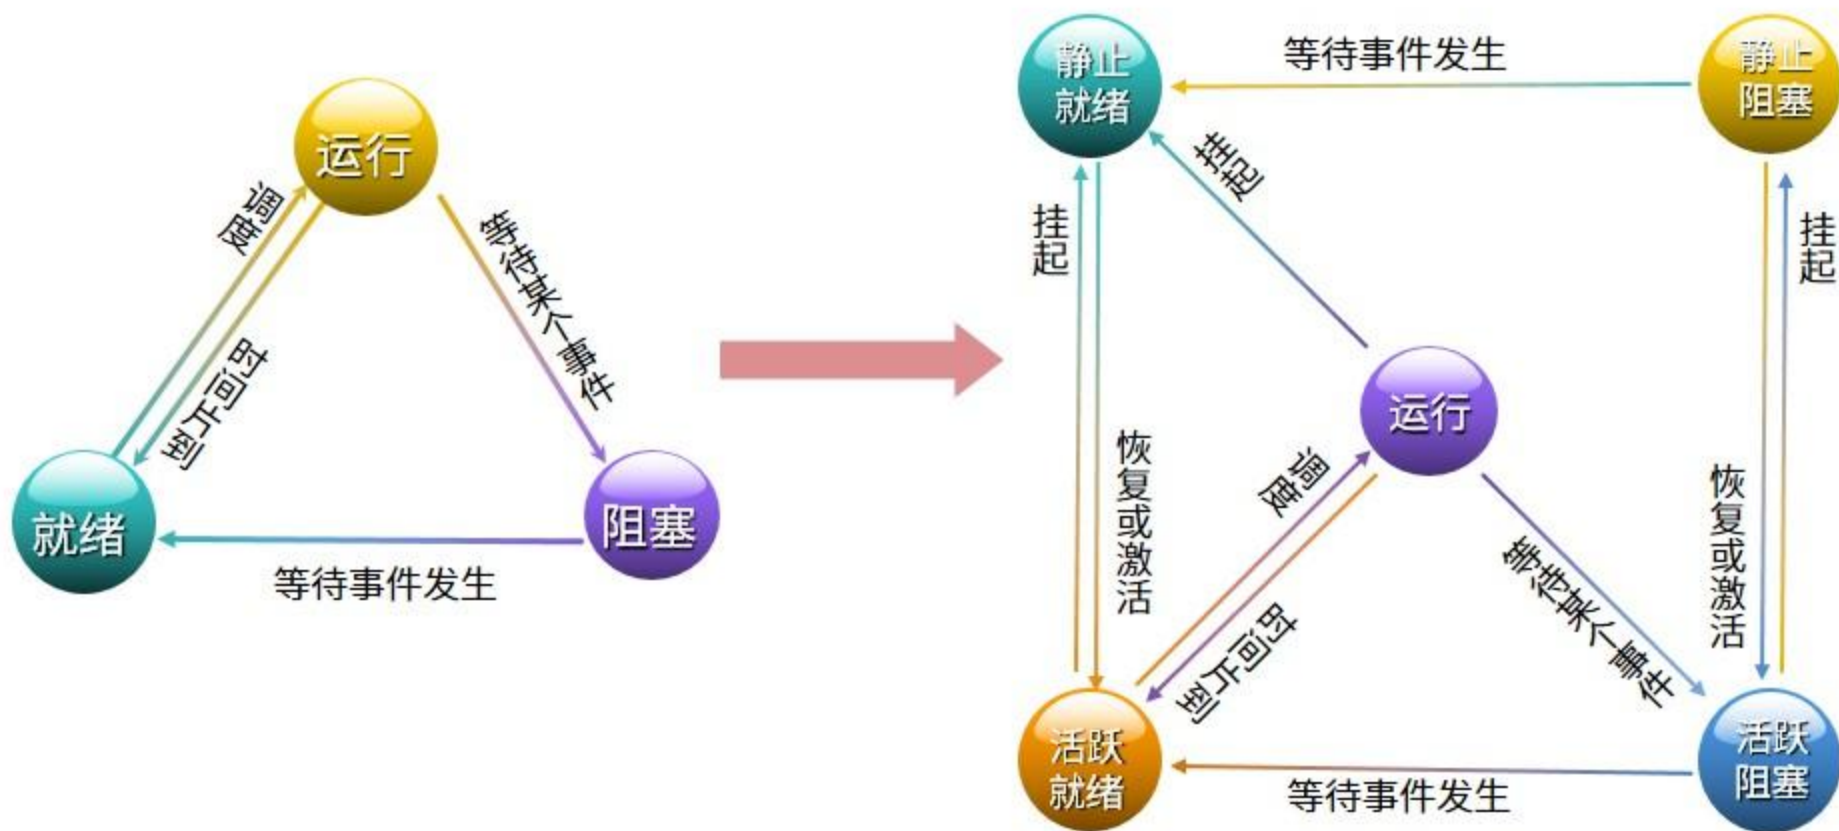 运行
调度
等待某个事件
时间片到
就绪
阻塞
等待事件发生
静止
就绪
等待事件发生
静止
阻塞
挂起
挂起
挂起
运行
恢复或激活
调度
恢复或激活
等待某个事件
时间片到
活跃
就绪
等待事件发生
活跃
阻塞